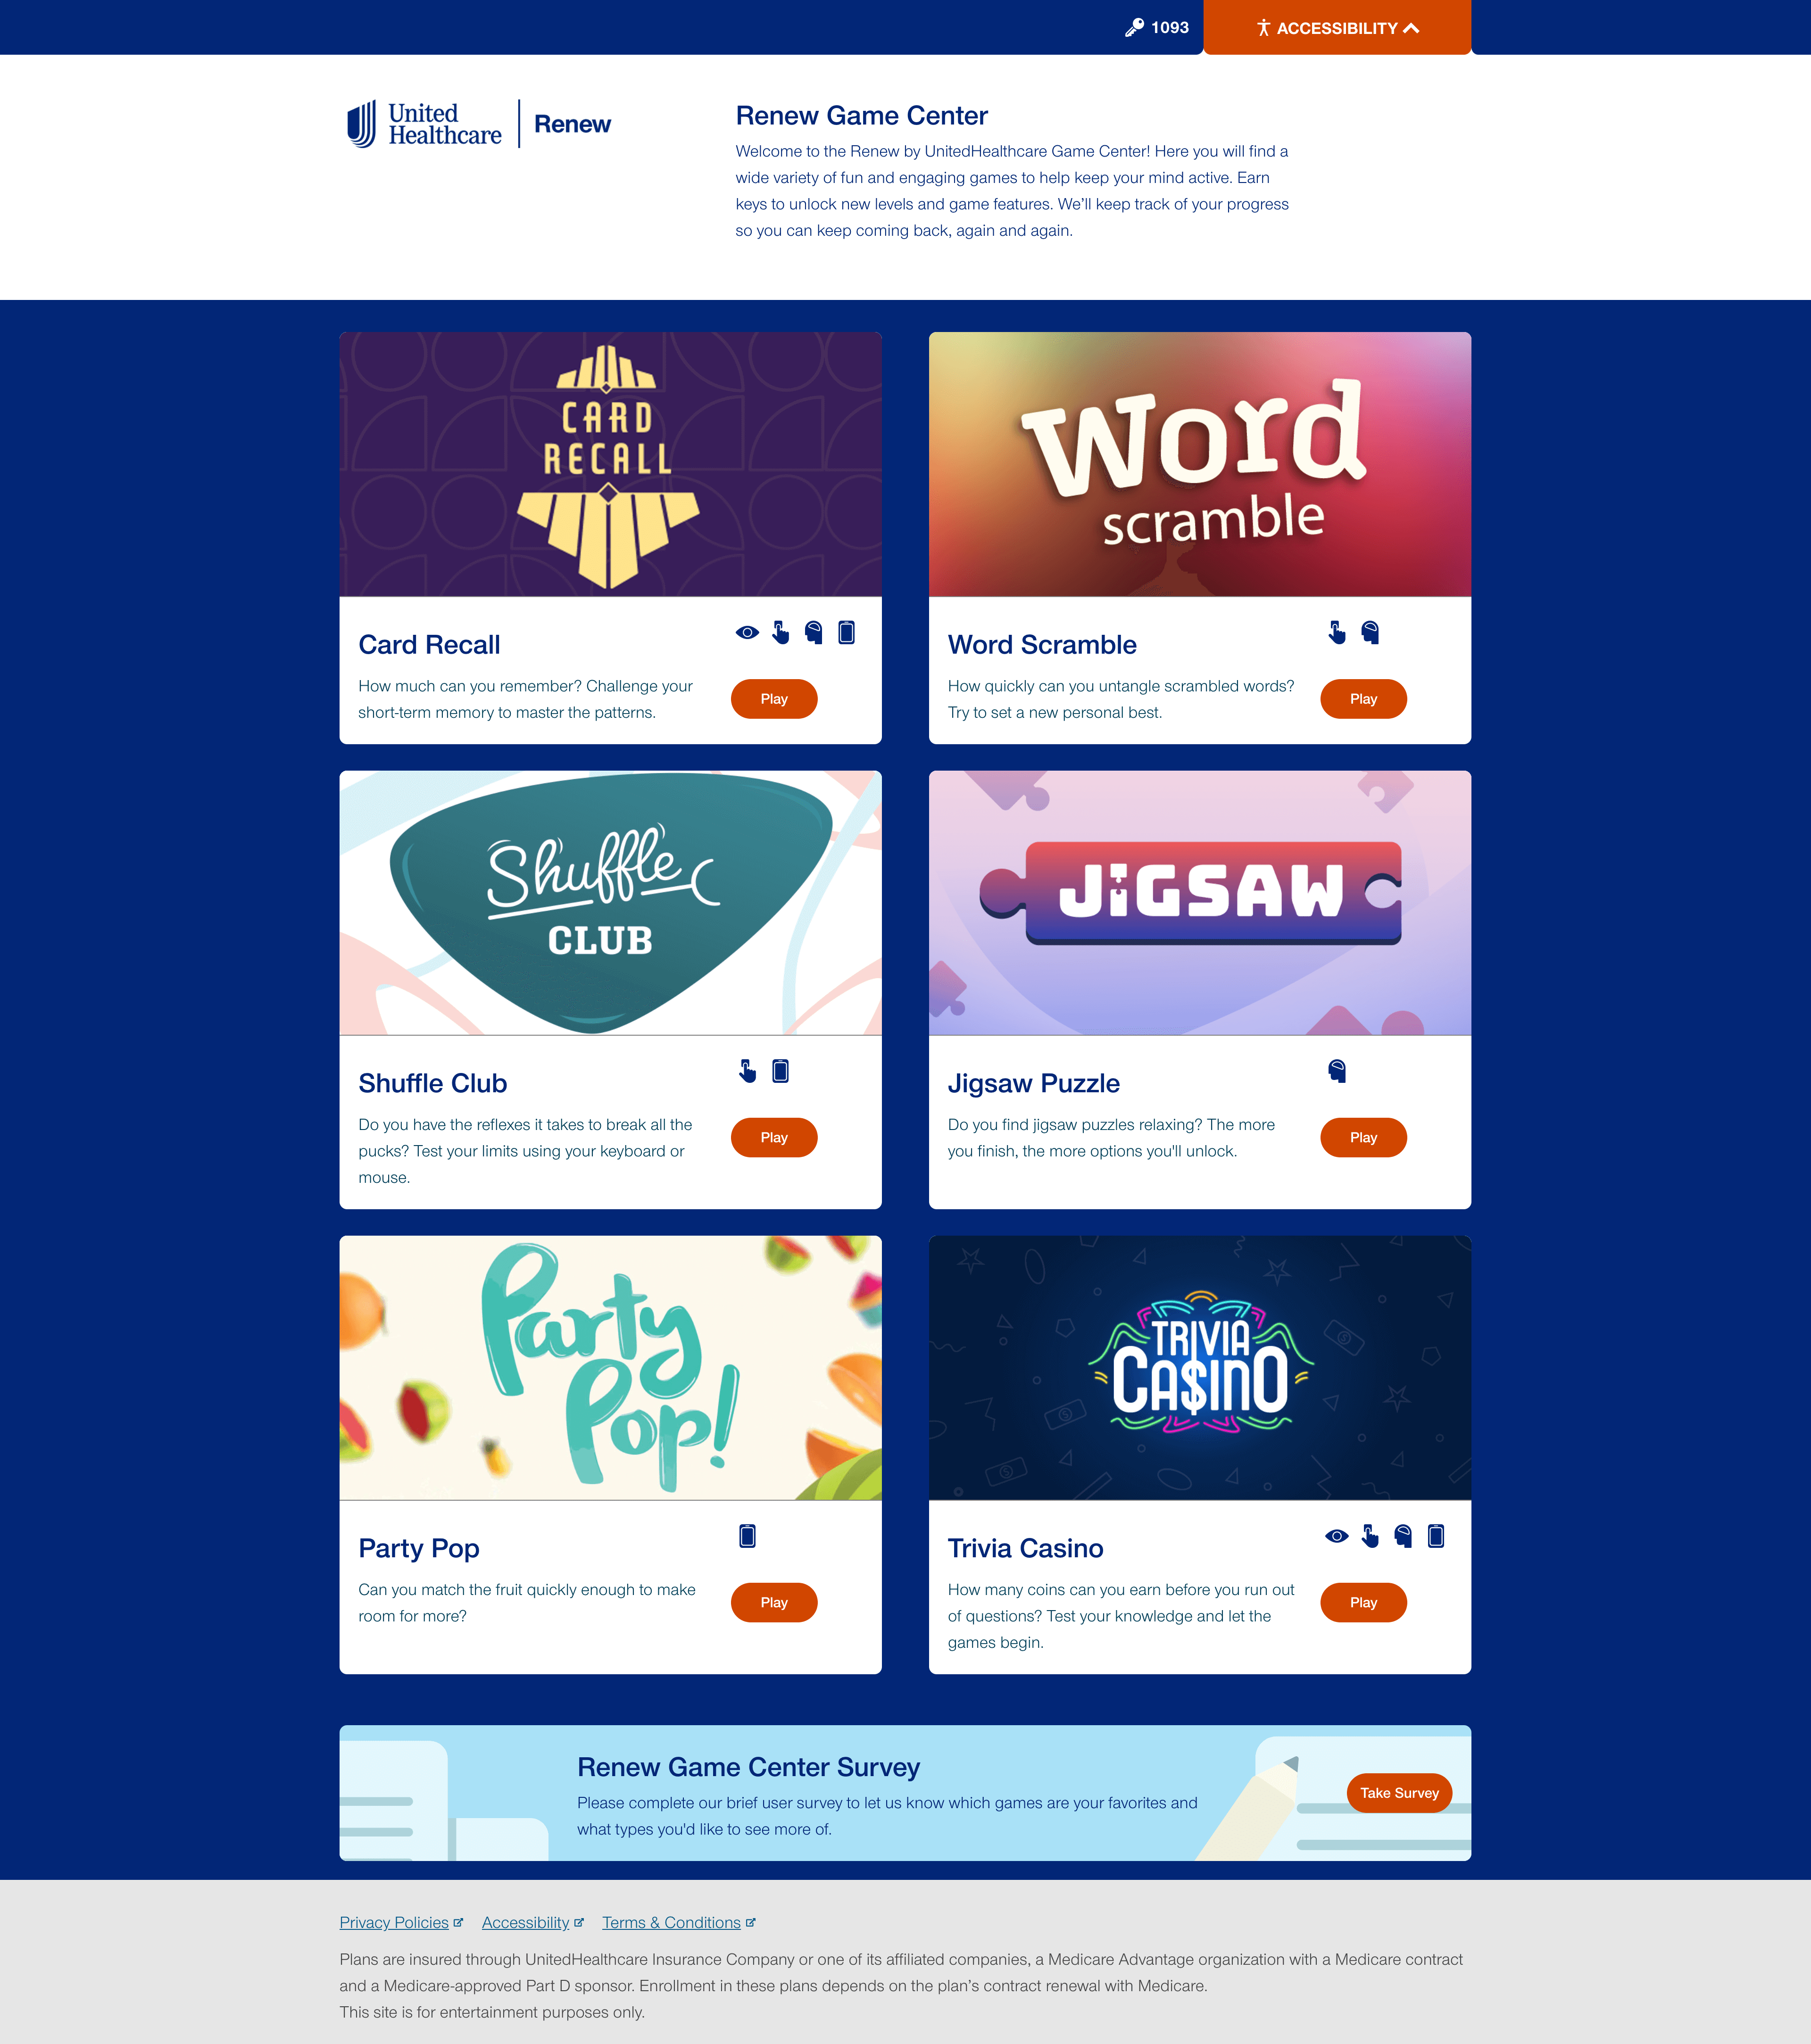 1093
ACCESSIBILITY
United
Healthcare
Renew
Renew Game Center
Welcome to the Renew by UnitedHealthcare Game Center! Here you will find a
wide variety of fun and engaging games to help keep your mind active. Earn
keys to unlock new levels and game features. We’ll keep track of your progress
so you can keep coming back, again and again.
CARD
RECALL
Card Recall
How much can you remember? Challenge your
short-term memory to master the patterns.
Play
Word
scramble
Word Scramble
How quickly can you untangle scrambled words?
Try to set a new personal best.
Play
Shuffle
CLUB
Shuffle Club
Do you have the reflexes it takes to break all the
pucks? Test your limits using your keyboard or
mouse.
Play
JiGSAW
Jigsaw Puzzle
Do you find jigsaw puzzles relaxing? The more
you finish, the more options you'll unlock.
Play
Party
Pop!
Party Pop
Can you match the fruit quickly enough to make
room for more?
Play
TRIVIA
CA$INO
Trivia Casino
How many coins can you earn before you run out
of questions? Test your knowledge and let the
games begin.
Play
Renew Game Center Survey
Please complete our brief user survey to let us know which games are your favorites and
what types you'd like to see more of.
Take Survey
Privacy Policies Accessibility Terms & Conditions
Plans are insured through UnitedHealthcare Insurance Company or one of its affiliated companies, a Medicare Advantage organization with a Medicare contract
and a Medicare-approved Part D sponsor. Enrollment in these plans depends on the plan’s contract renewal with Medicare.
This site is for entertainment purposes only.